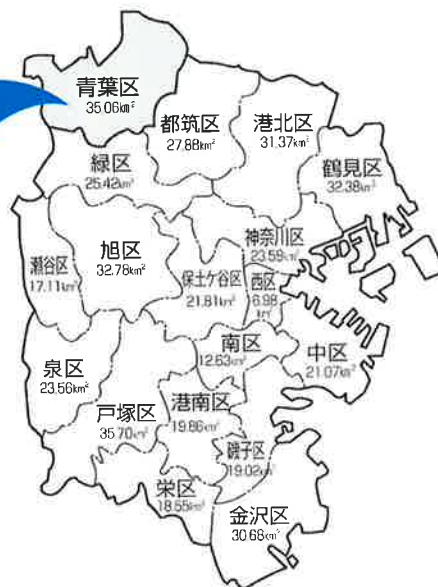 青葉区
35.06km²
都筑区
27.88km²
港北区
31.37km²
鶴見区
32.38km²
緑区
25.42km²
神奈川区
23.59km²
旭区
32.78km²
瀬谷区
17.11km²
保土ケ谷区
21.81km²
西区
6.98
km²
南区
12.63km²
中区
21.07km²
泉区
23.56km²
戸塚区
35.70km²
港南区
19.86km²
磯子区
19.02km²
栄区
18.55km²
金沢区
30.68km²